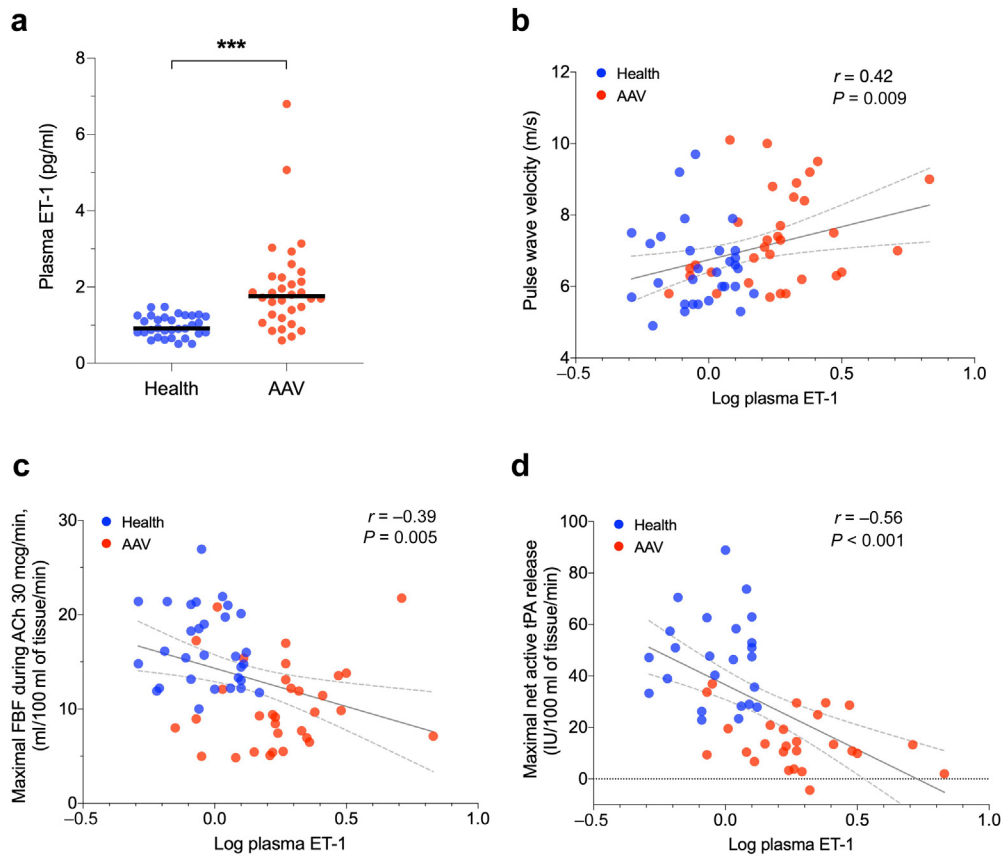 a
***
Plasma ET-1 (pg/ml)
8
6
4
2
0
Health
AAV
b
Health
AAV
r = 0.42
P = 0.009
Pulse wave velocity (m/s)
12
10
8
6
4
–0.5
0.0
0.5
1.0
Log plasma ET-1
c
Health
AAV
r = –0.39
P = 0.005
Maximal FBF during ACh 30 mcg/min,
(ml/100 ml of tissue/min)
30
20
10
0
–0.5
0.0
0.5
1.0
Log plasma ET-1
d
Health
AAV
r = –0.56
P < 0.001
Maximal net active tPA release
(IU/100 ml of tissue/min)
100
80
60
40
20
0
–0.5
0.0
0.5
1.0
Log plasma ET-1